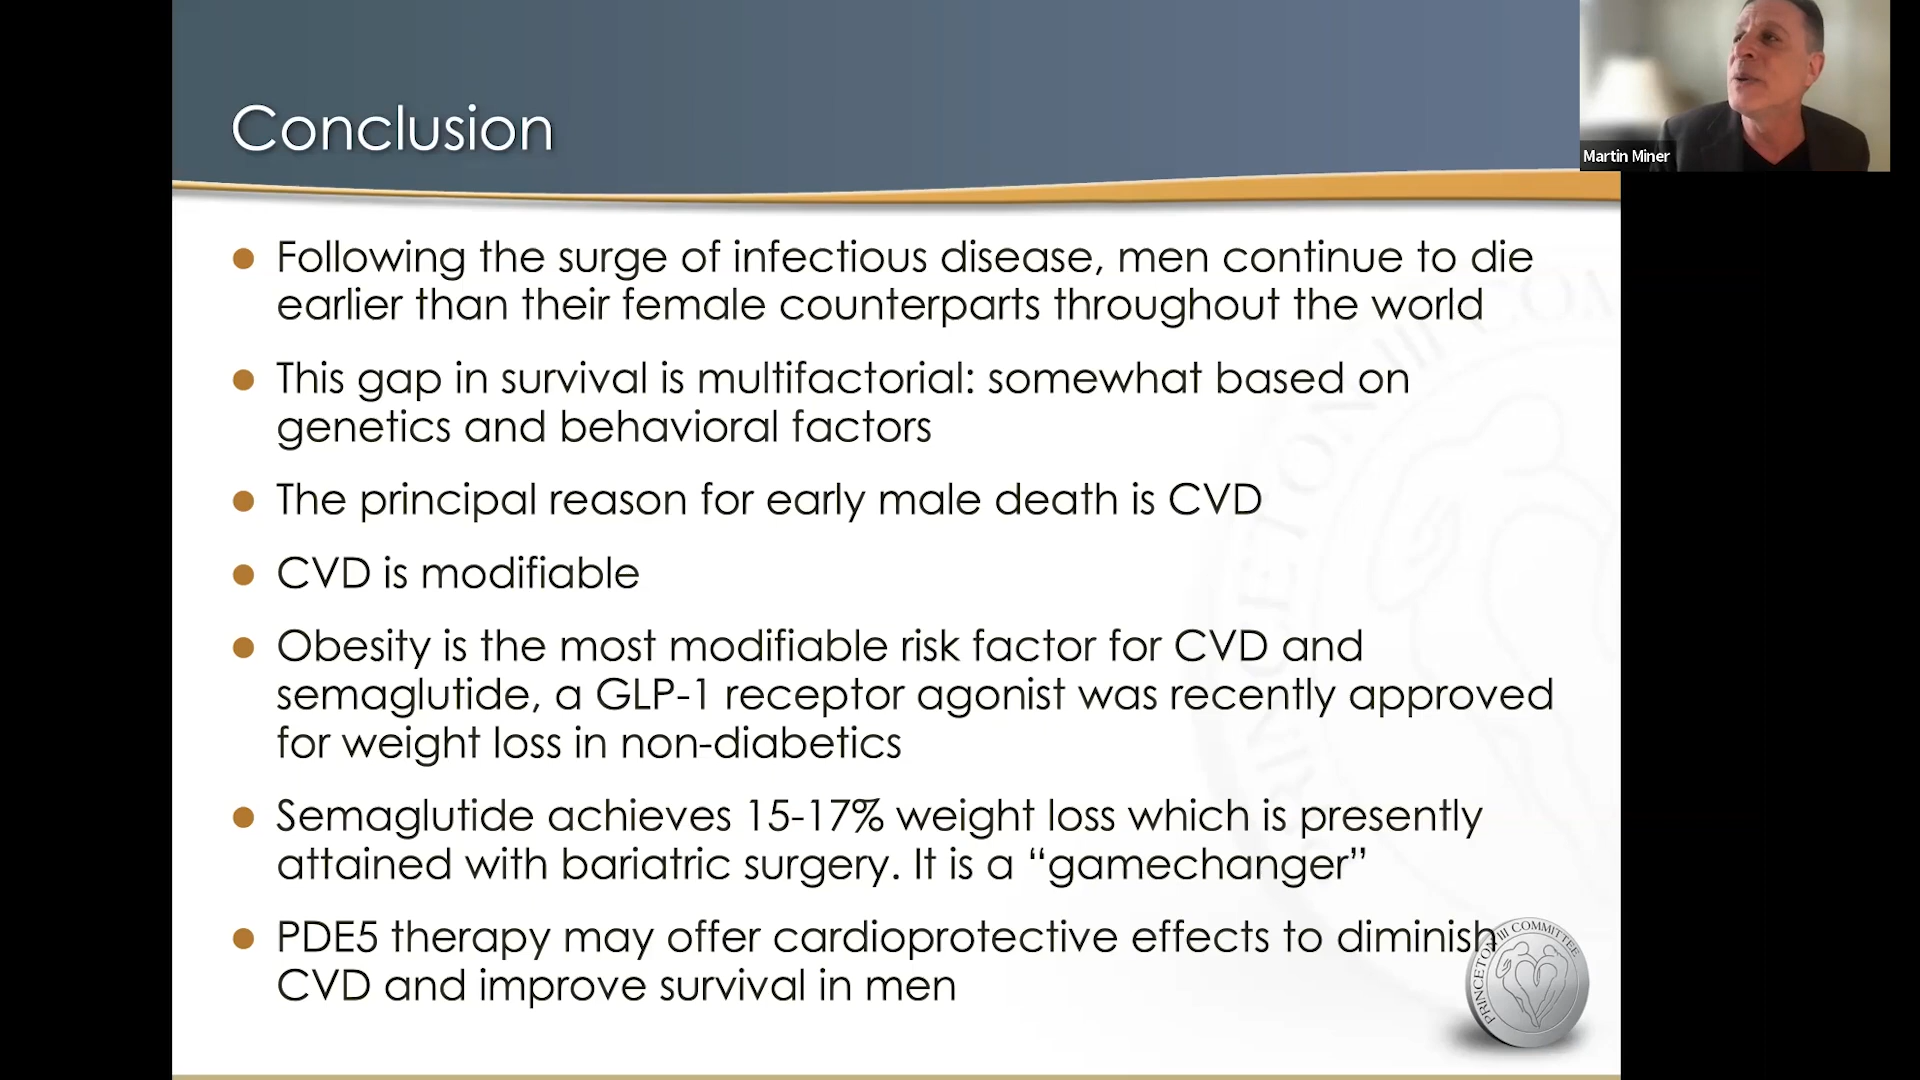 Conclusion
Martin Miner
Following the surge of infectious disease, men continue to die
earlier than their female counterparts throughout the world
This gap in survival is multifactorial: somewhat based on
genetics and behavioral factors
The principal reason for early male death is CVD
CVD is modifiable
Obesity is the most modifiable risk factor for CVD and
semaglutide, a GLP-1 receptor agonist was recently approved
for weight loss in non-diabetics
Semaglutide achieves 15-17% weight loss which is presently
attained with bariatric surgery. It is a “gamechanger”
PDE5 therapy may offer cardioprotective effects to diminish
CVD and improve survival in men
PRINCETON III COMMITTEE
PRINCETON III COM